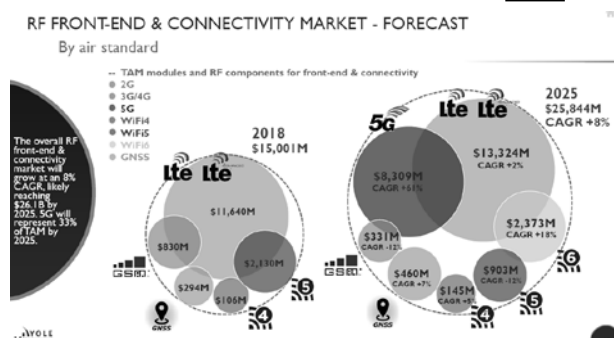 RF FRONT-END & CONNECTIVITY MARKET - FORECAST
By air standard
-- TAM modules and RF components for front-end & connectivity
2G
3G/4G
5G
WiFi4
WiFi5
WiFi6
GNSS
The overall RF
front-end &
connectivity
market will
grow at an 8%
CAGR, likely
reaching
$26.1B by
2025. 5G will
represent 33%
of TAM by
2025.
2018
$15,001M
Lte
Lte
$11,640M
$830M
$2,130M
$294M
$106M
GSM
GNSS
4
5
2025
$25,844M
CAGR +8%
5G
Lte
Lte
$13,324M
CAGR +2%
$8,309M
$2,373M
CAGR +18%
$331M
CAGR -12%
$460M
CAGR +7%
$145M
CAGR +5%
$903M
CAGR -12%
GSM
GNSS
4
5
6
YOLE